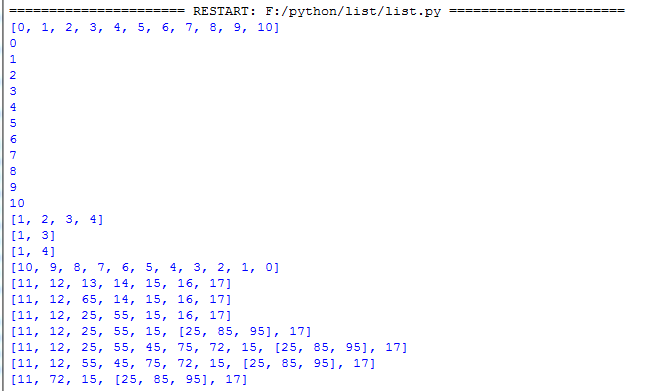 ====================== RESTART: F:/python/list/list.py ======================
[0, 1, 2, 3, 4, 5, 6, 7, 8, 9, 10]
0
1
2
3
4
5
6
7
8
9
10
[1, 2, 3, 4]
[1, 3]
[1, 4]
[10, 9, 8, 7, 6, 5, 4, 3, 2, 1, 0]
[11, 12, 13, 14, 15, 16, 17]
[11, 12, 65, 14, 15, 16, 17]
[11, 12, 25, 55, 15, 16, 17]
[11, 12, 25, 55, 15, [25, 85, 95], 17]
[11, 12, 25, 55, 45, 75, 72, 15, [25, 85, 95], 17]
[11, 12, 55, 45, 75, 72, 15, [25, 85, 95], 17]
[11, 72, 15, [25, 85, 95], 17]